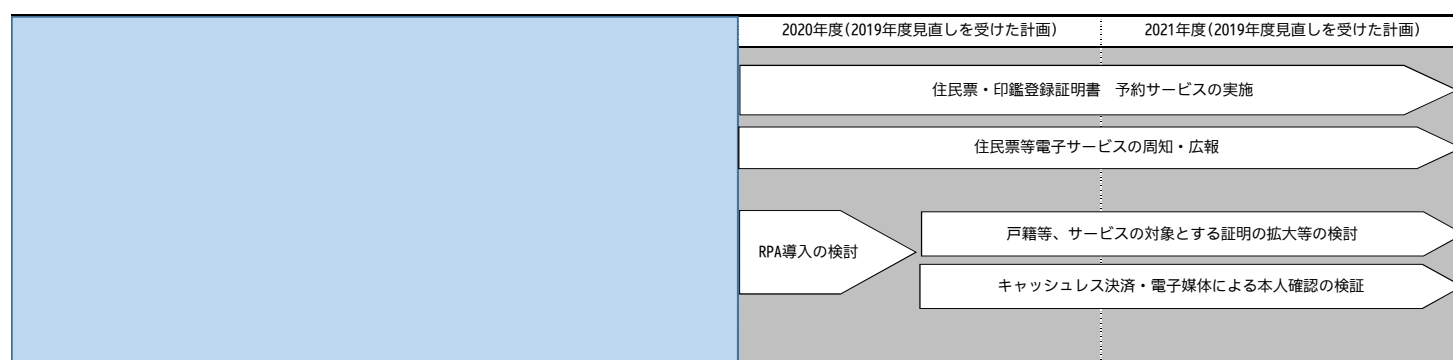 2020年度(2019年度見直しを受けた計画)
2021年度(2019年度見直しを受けた計画)
住民票・印鑑登録証明書　予約サービスの実施
住民票等電子サービスの周知・広報
RPA導入の検討
戸籍等、サービスの対象とする証明の拡大等の検討
キャッシュレス決済・電子媒体による本人確認の検証